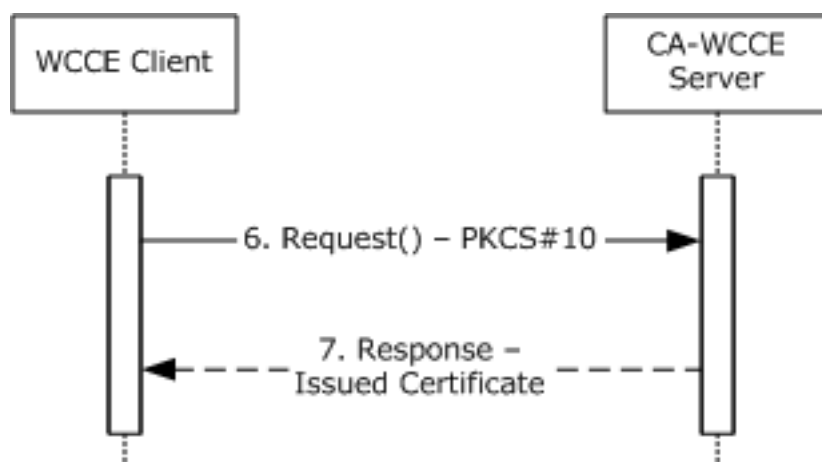 WCCE Client
CA-WCCE
Server
6. Request() – PKCS#10
7. Response –
Issued Certificate